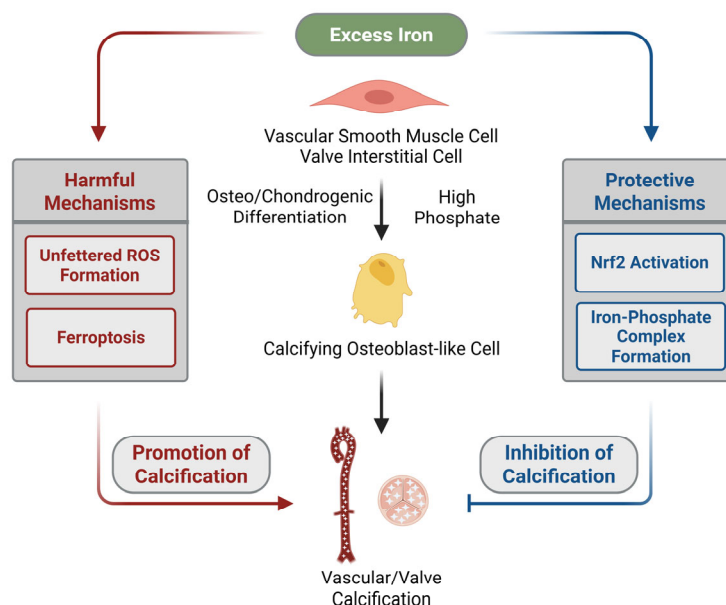 Excess Iron
Vascular Smooth Muscle Cell
Valve Interstitial Cell
Harmful
Mechanisms
Unfettered ROS
Formation
Ferroptosis
Osteo/Chondrogenic
Differentiation
High
Phosphate
Protective
Mechanisms
Nrf2 Activation
Iron-Phosphate
Complex
Formation
Calcifying Osteoblast-like Cell
Promotion of
Calcification
Inhibition of
Calcification
Vascular/Valve
Calcification